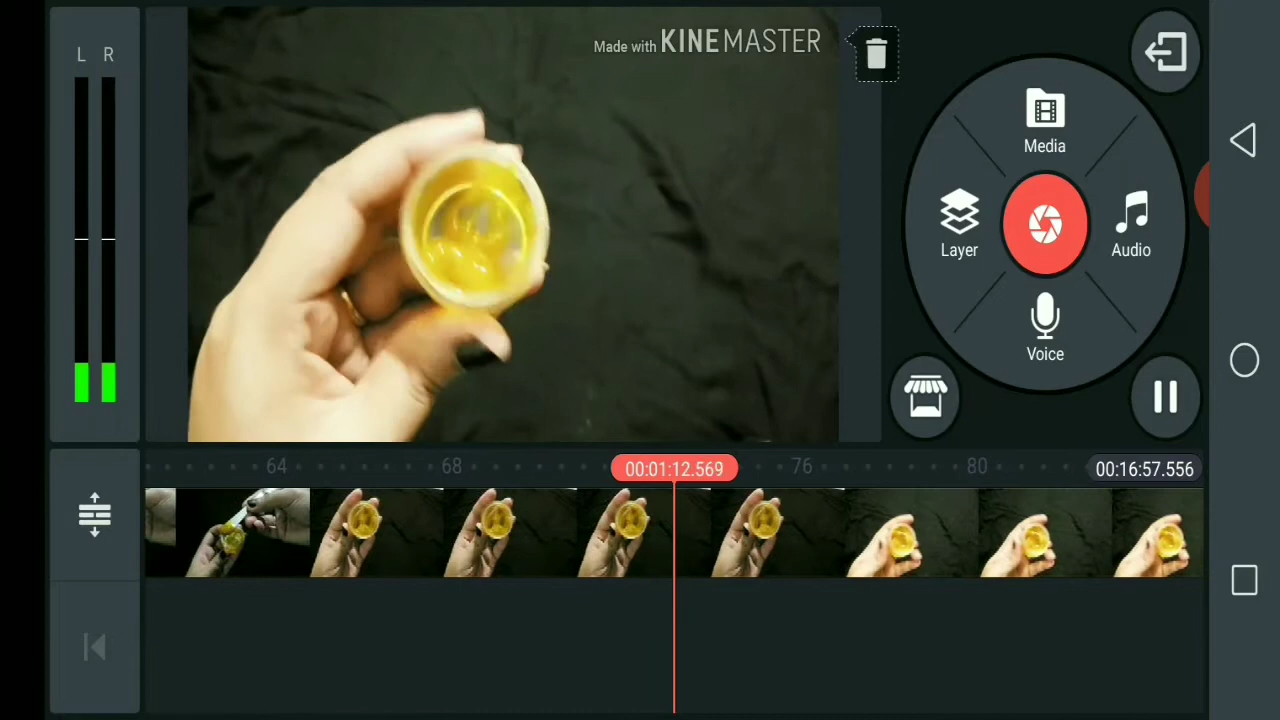 L R
Made with KINEMASTER
Media
Layer
Audio
Voice
64
68
00:01:12.569
76
80
00:16:57.556